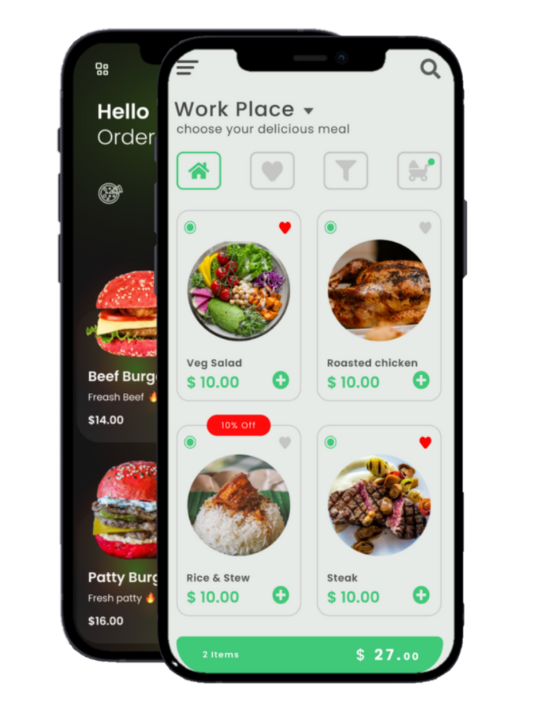 Hello
Order
Beef Burg
Freash Beef
$14.00
Patty Burg
Fresh patty
$16.00
Work Place
choose your delicious meal
Veg Salad
$ 10.00
Roasted chicken
$ 10.00
10% Off
Rice & Stew
$ 10.00
Steak
$ 10.00
2 Items
$ 27.00